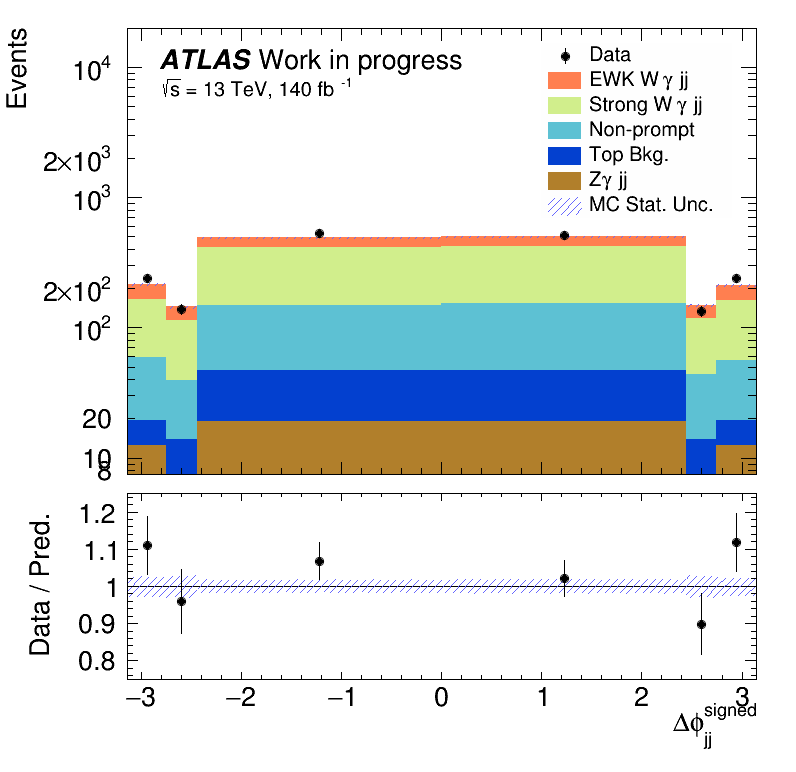 Events
10⁴
2×10³
10³
2×10²
10²
20
10
8
ATLAS Work in progress
√s = 13 TeV, 140 fb⁻¹
Data
EWK W γ jj
Strong W γ jj
Non-prompt
Top Bkg.
Zγ jj
MC Stat. Unc.
Data / Pred.
1.2
1.1
1
0.9
0.8
−3 −2 −1 0 1 2 3
Δϕ_jj^signed